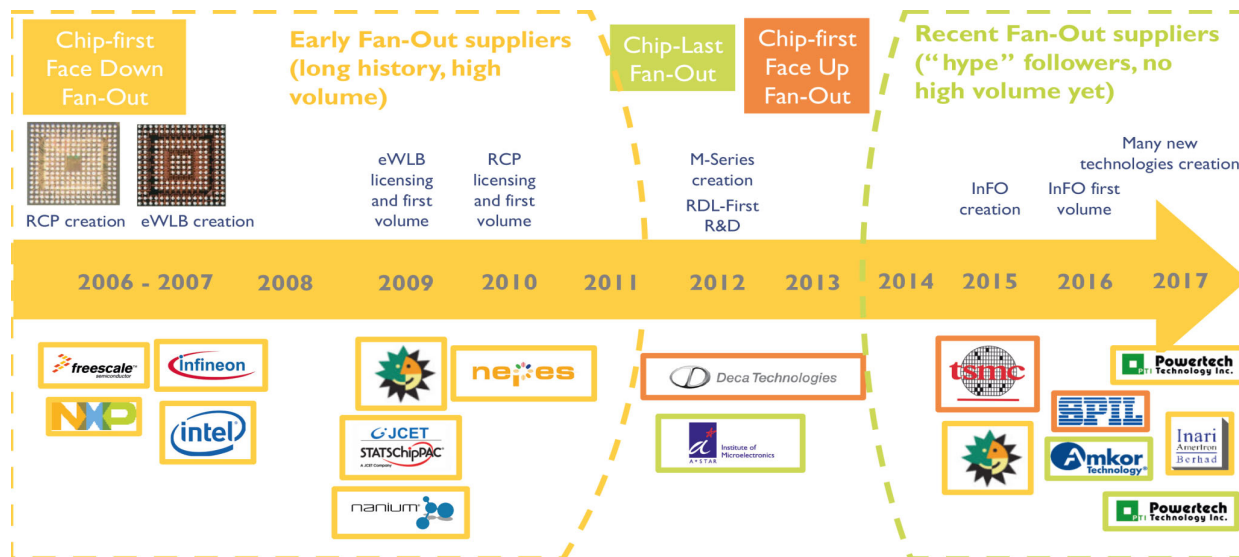 Chip-first
Face Down
Fan-Out
Early Fan-Out suppliers
(long history, high
volume)
Chip-Last
Fan-Out
Chip-first
Face Up
Fan-Out
Recent Fan-Out suppliers
("hype" followers, no
high volume yet)
RCP creation
eWLB creation
eWLB
licensing
and first
volume
RCP
licensing
and first
volume
M-Series
creation
RDL-First
R&D
InFO
creation
InFO first
volume
Many new
technologies creation
2006 - 2007
2008
2009
2010
2011
2012
2013
2014
2015
2016
2017
freescale™
semiconductor
NXP
infineon
intel
JCET
STATSChipPAC
A JCET Company
nanium
nepes
Deca Technologies
A★STAR
Institute of
Microelectronics
tsmc
SPIL
Amkor
Technology®
Powertech
PTI Technology Inc.
Inari
Amertron
Berhad
Powertech
PTI Technology Inc.